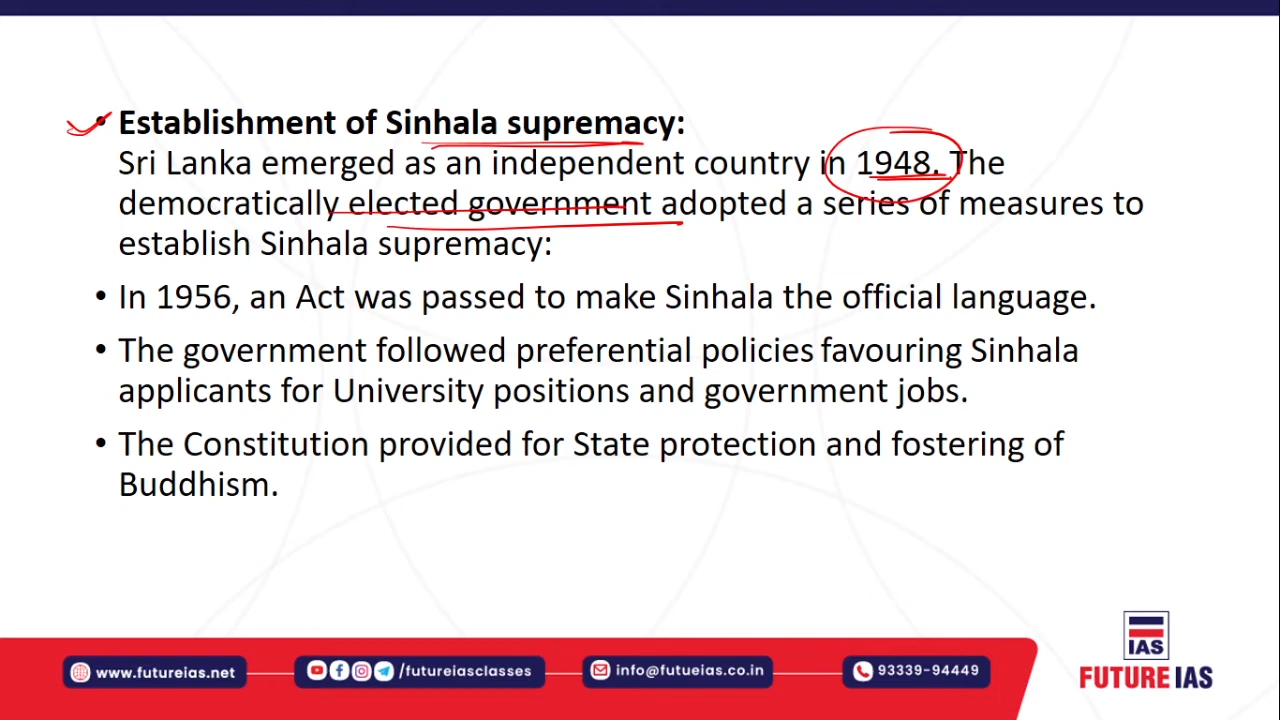 • Establishment of Sinhala supremacy:
Sri Lanka emerged as an independent country in 1948. The
democratically elected government adopted a series of measures to
establish Sinhala supremacy:
• In 1956, an Act was passed to make Sinhala the official language.
• The government followed preferential policies favouring Sinhala
applicants for University positions and government jobs.
• The Constitution provided for State protection and fostering of
Buddhism.
IAS
FUTURE IAS
www.futureias.net
/futureiasclasses
info@futueias.co.in
93339-94449